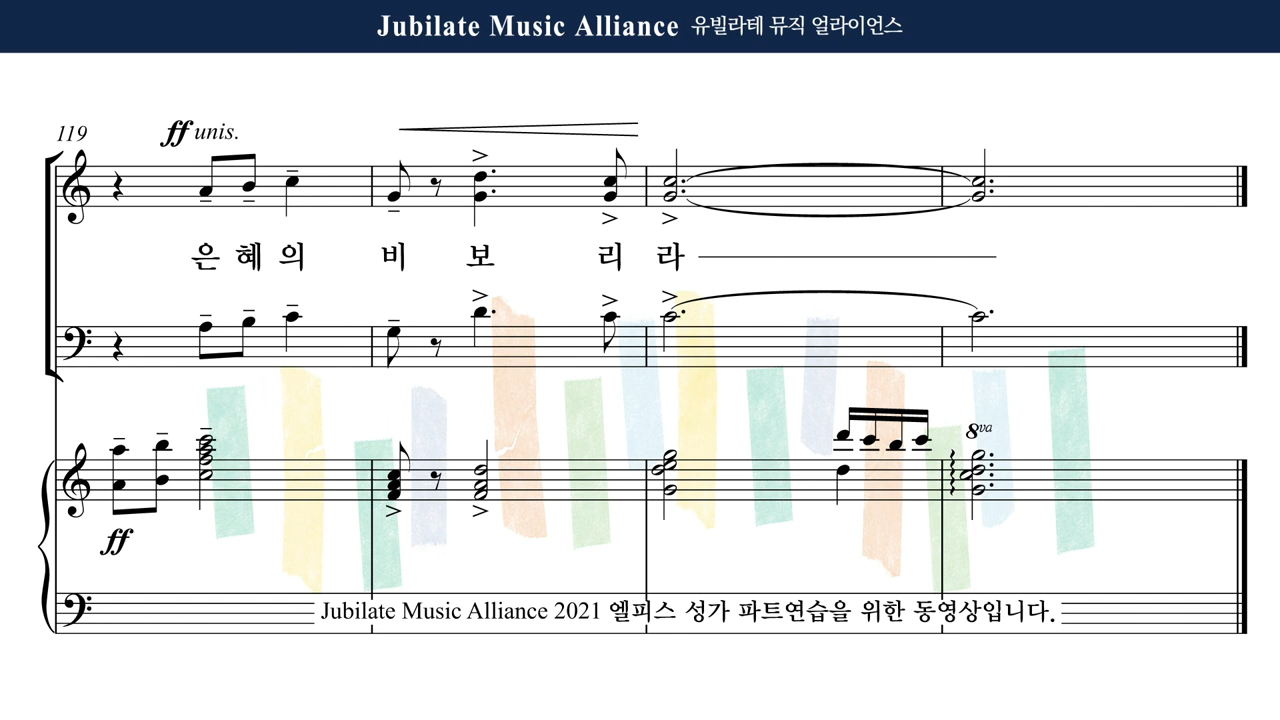 Jubilate Music Alliance 유빌라테 뮤직 얼라이언스
119
ff unis.
은 혜 의 비 보 리 라
8va
ff
Jubilate Music Alliance 2021 엘피스 성가 파트연습을 위한 동영상입니다.